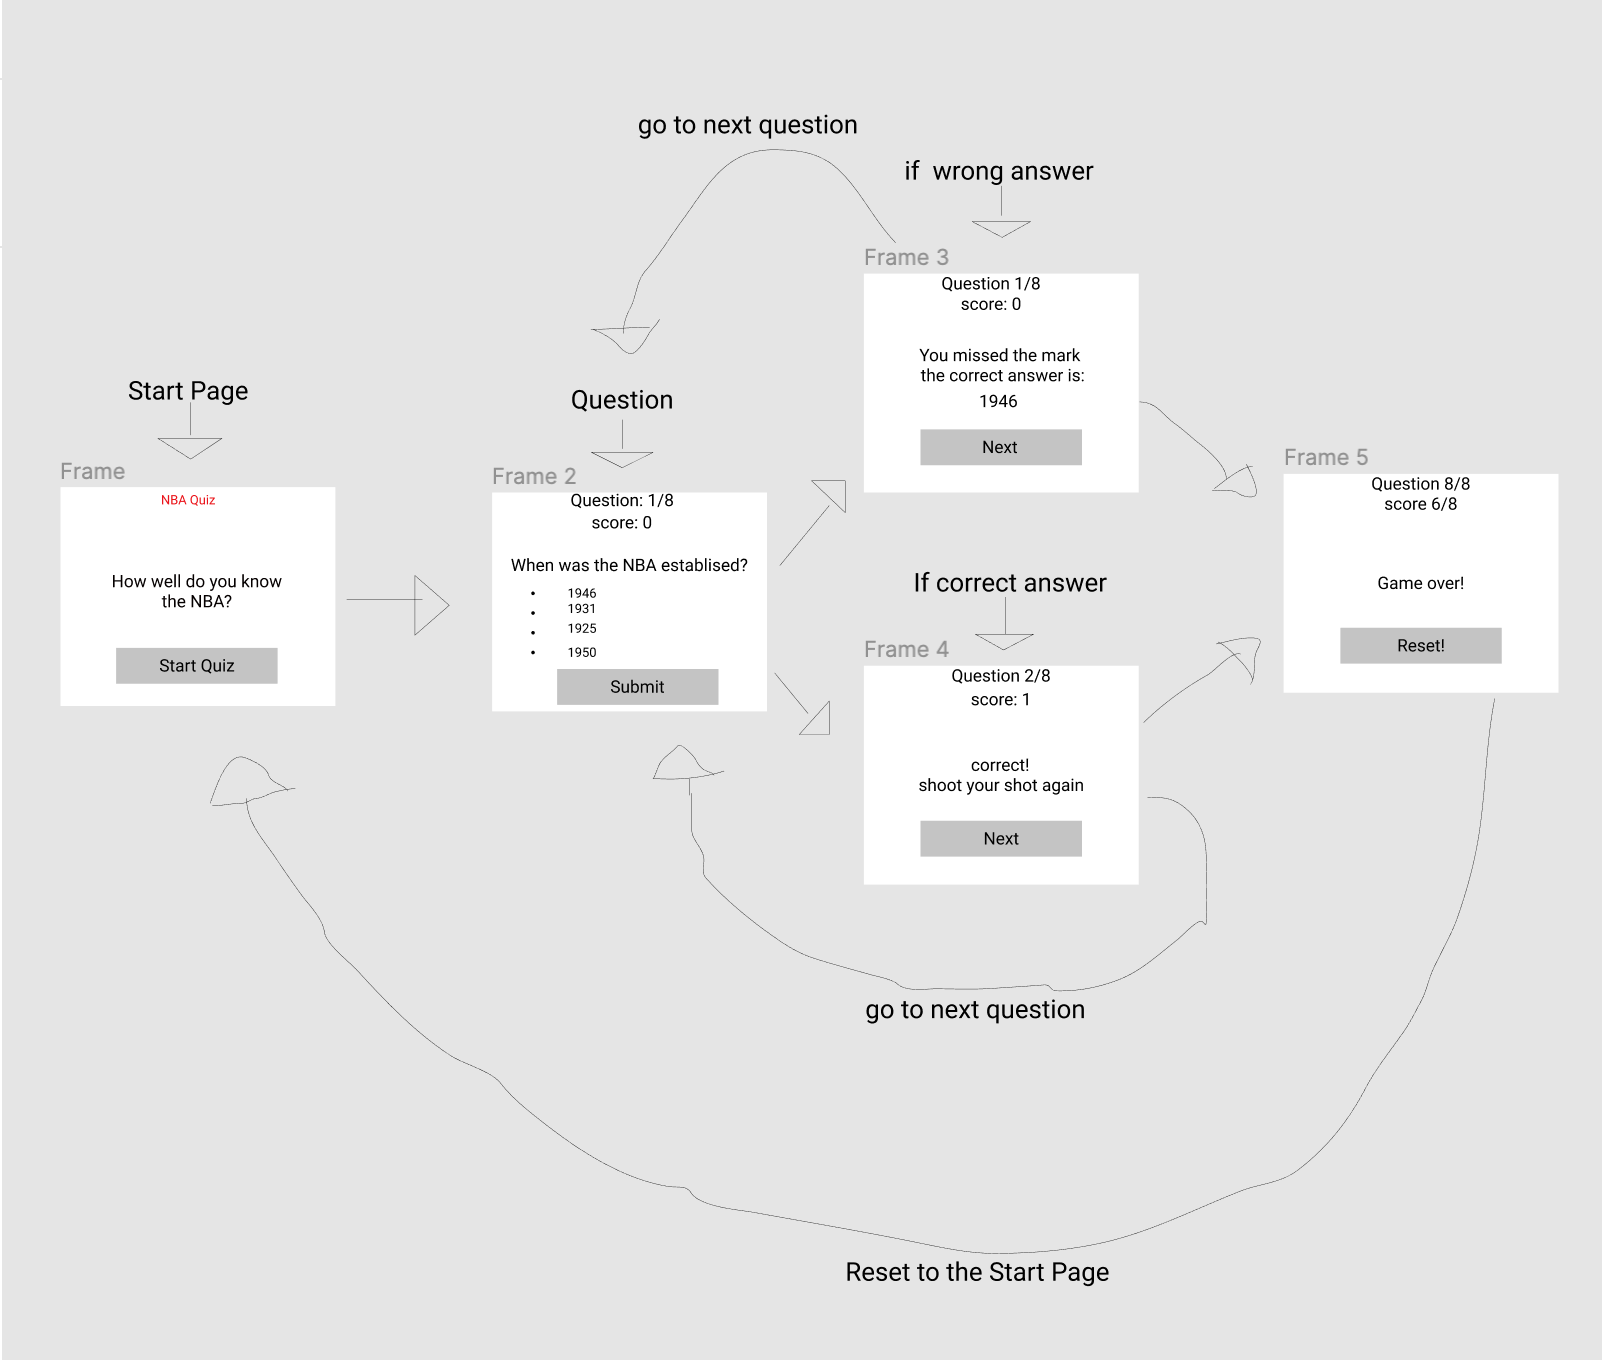 go to next question
if  wrong answer
Frame 3
Question 1/8
score: 0
You missed the mark
the correct answer is:
1946
Next
Start Page
Frame
NBA Quiz
How well do you know
the NBA?
Start Quiz
Question
Frame 2
Question: 1/8
score: 0
When was the NBA establised?
• 1946
• 1931
• 1925
• 1950
Submit
If correct answer
Frame 4
Question 2/8
score: 1
correct!
shoot your shot again
Next
Frame 5
Question 8/8
score 6/8
Game over!
Reset!
go to next question
Reset to the Start Page